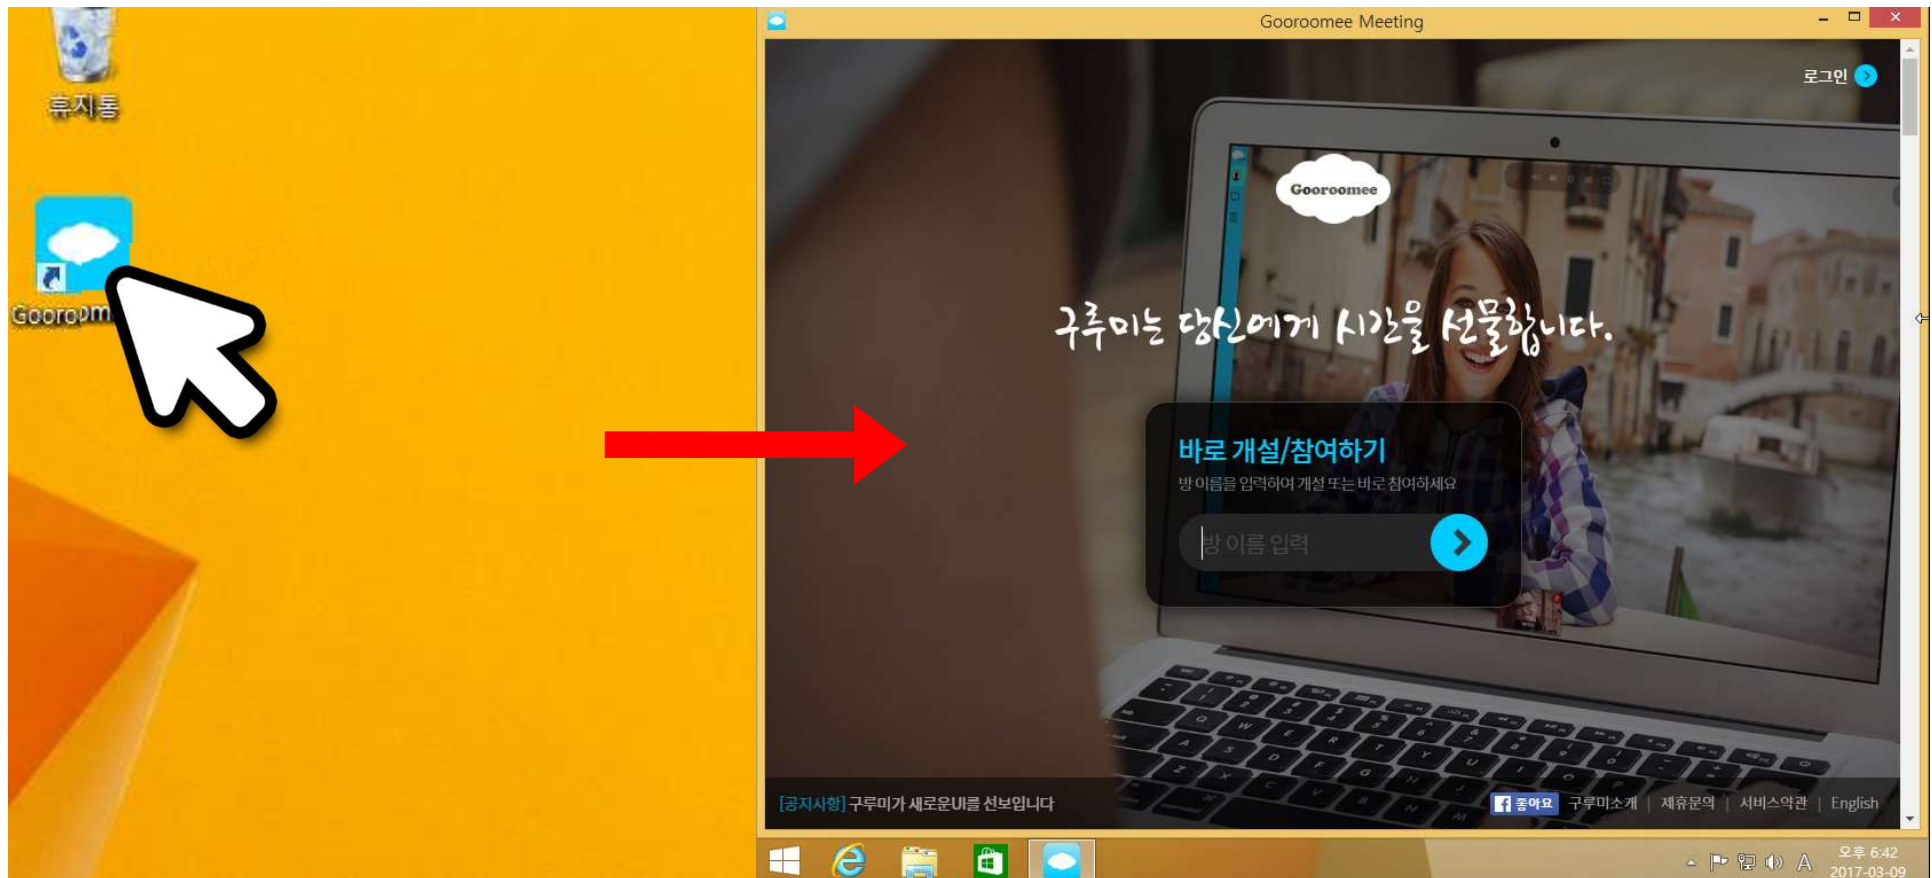 휴지통
Gooroom
Gooroomee Meeting
로그인
Gooroomee
구루미는 당신에게 시간을 선물합니다.
바로 개설/참여하기
방 이름을 입력하여 개설 또는 바로 참여하세요
방 이름 입력
[공지사항] 구루미가 새로운UI를 선보입니다
f 좋아요 구루미소개 | 제휴문의 | 서비스약관 | English
A 오후 6:42
2017-03-09